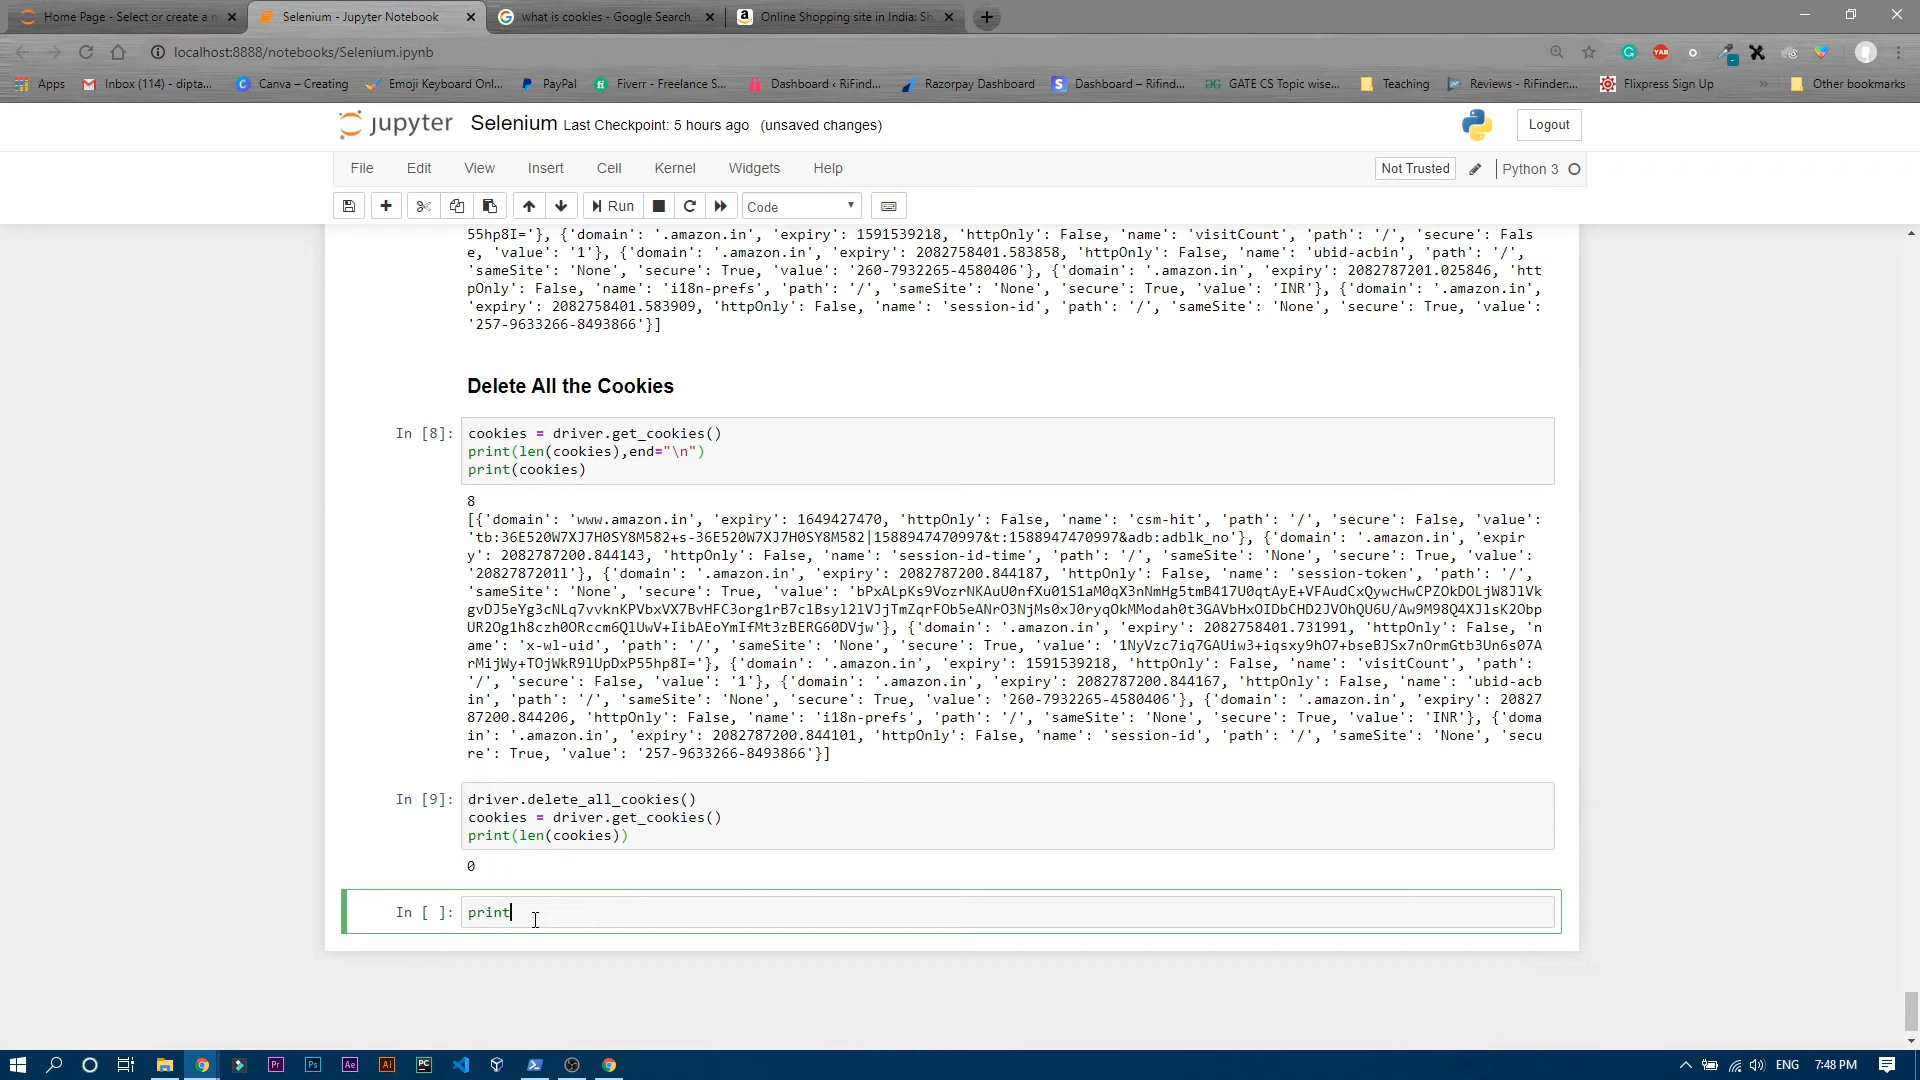 Home Page - Select or create a n
Selenium - Jupyter Notebook
what is cookies - Google Search
Online Shopping site in India: Sh
localhost:8888/notebooks/Selenium.ipynb
Apps
Inbox (114) - dipta...
Canva – Creating
Emoji Keyboard Onl...
PayPal
Fiverr - Freelance S...
Dashboard ‹ RiFind...
Razorpay Dashboard
Dashboard – Rifind...
GATE CS Topic wise...
Teaching
Reviews - RiFinder:...
Flixpress Sign Up
Other bookmarks
jupyter Selenium Last Checkpoint: 5 hours ago (unsaved changes)
Logout
File Edit View Insert Cell Kernel Widgets Help
Not Trusted
Python 3
Run
Code
55hp8I='}, {'domain': '.amazon.in', 'expiry': 1591539218, 'httpOnly': False, 'name': 'visitCount', 'path': '/', 'secure': Fals
e, 'value': '1'}, {'domain': '.amazon.in', 'expiry': 2082758401.583858, 'httpOnly': False, 'name': 'ubid-acbin', 'path': '/',
'sameSite': 'None', 'secure': True, 'value': '260-7932265-4580406'}, {'domain': '.amazon.in', 'expiry': 2082787201.025846, 'htt
pOnly': False, 'name': 'i18n-prefs', 'path': '/', 'sameSite': 'None', 'secure': True, 'value': 'INR'}, {'domain': '.amazon.in',
'expiry': 2082758401.583909, 'httpOnly': False, 'name': 'session-id', 'path': '/', 'sameSite': 'None', 'secure': True, 'value':
'257-9633266-8493866'}]
Delete All the Cookies
In [8]:
cookies = driver.get_cookies()
print(len(cookies),end="\n")
print(cookies)
8
[{'domain': 'www.amazon.in', 'expiry': 1649427470, 'httpOnly': False, 'name': 'csm-hit', 'path': '/', 'secure': False, 'value':
'tb:36E520W7XJ7H0SY8M582+s-36E520W7XJ7H0SY8M582|1588947470997&t:1588947470997&adb:adblk_no'}, {'domain': '.amazon.in', 'expir
y': 2082787200.844143, 'httpOnly': False, 'name': 'session-id-time', 'path': '/', 'sameSite': 'None', 'secure': True, 'value':
'2082787201l'}, {'domain': '.amazon.in', 'expiry': 2082787200.844187, 'httpOnly': False, 'name': 'session-token', 'path': '/',
'sameSite': 'None', 'secure': True, 'value': 'bPxALpKs9VozrNKAuU0nfXu01S1aM0qX3nNmHg5tmB417U0qtAyE+VFAudCxQywcHwCPZOkDOLjW8JlVk
gvDJ5eYg3cNLq7vvknKPVbxVX7BvHFC3org1rB7clBsyl2lVJjTmZqrFOb5eANrO3NjMs0xJ0ryqOkMModah0t3GAVbHxOIDbCHD2JVOhQU6U/Aw9M98Q4XJlsK2Obp
UR2Og1h8czh0ORccm6QlUwV+IibAEoYmIfMt3zBERG60DVjw'}, {'domain': '.amazon.in', 'expiry': 2082758401.731991, 'httpOnly': False, 'n
ame': 'x-wl-uid', 'path': '/', 'sameSite': 'None', 'secure': True, 'value': '1NyVzc7iq7GAUiw3+iqsxy9hO7+bseBJSx7nOrmGtb3Un6s07A
rMijWy+TOjWkR9lUpDxP55hp8I='}, {'domain': '.amazon.in', 'expiry': 1591539218, 'httpOnly': False, 'name': 'visitCount', 'path':
'/', 'secure': False, 'value': '1'}, {'domain': '.amazon.in', 'expiry': 2082787200.844167, 'httpOnly': False, 'name': 'ubid-acb
in', 'path': '/', 'sameSite': 'None', 'secure': True, 'value': '260-7932265-4580406'}, {'domain': '.amazon.in', 'expiry': 20827
87200.844206, 'httpOnly': False, 'name': 'i18n-prefs', 'path': '/', 'sameSite': 'None', 'secure': True, 'value': 'INR'}, {'doma
in': '.amazon.in', 'expiry': 2082787200.844101, 'httpOnly': False, 'name': 'session-id', 'path': '/', 'sameSite': 'None', 'secu
re': True, 'value': '257-9633266-8493866'}]
In [9]:
driver.delete_all_cookies()
cookies = driver.get_cookies()
print(len(cookies))
0
In [ ]:
print
ENG
7:48 PM